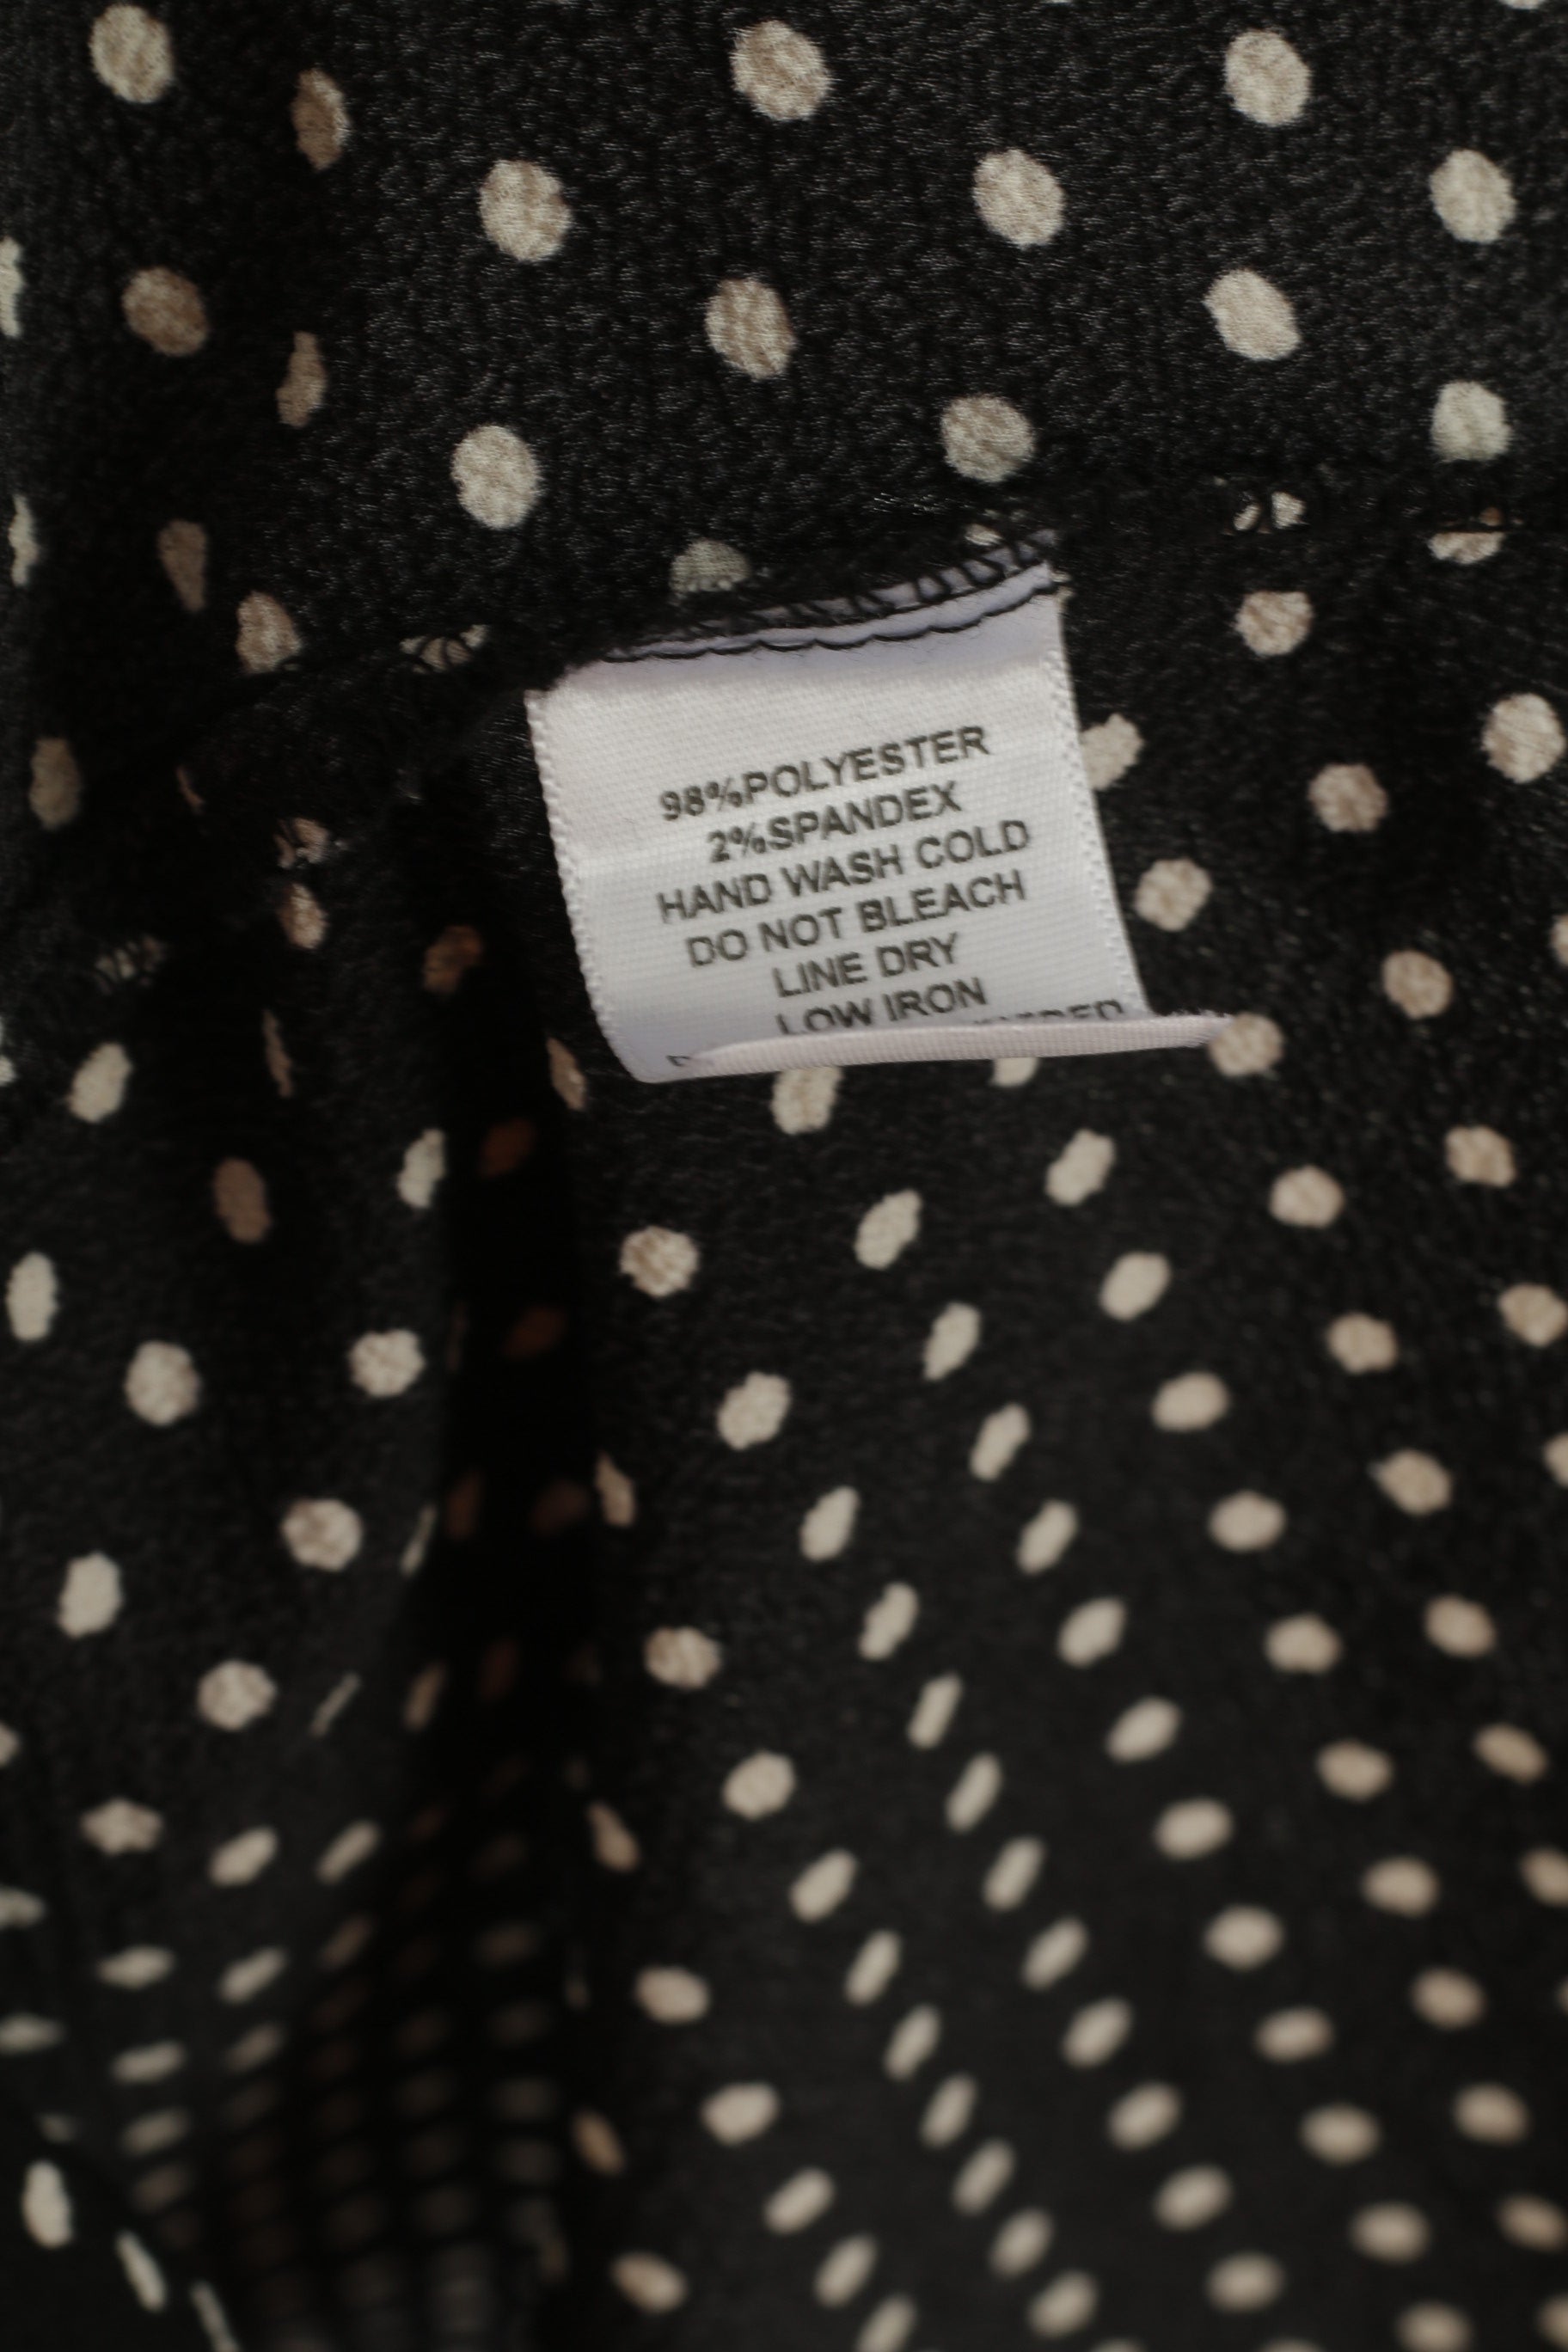 98%POLYESTER
2%SPANDEX
HAND WASH COLD
DO NOT BLEACH
LINE DRY
LOW IRON